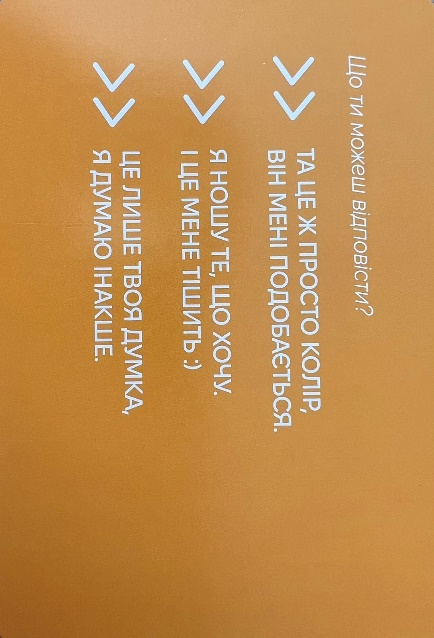 Що ти можеш відповісти?
ТА ЦЕ Ж ПРОСТО КОЛІР,
ВІН МЕНІ ПОДОБАЄТЬСЯ.
Я НОШУ ТЕ, ЩО ХОЧУ.
І ЦЕ МЕНЕ ТІШИТЬ :)
ЦЕ ЛИШЕ ТВОЯ ДУМКА,
Я ДУМАЮ ІНАКШЕ.